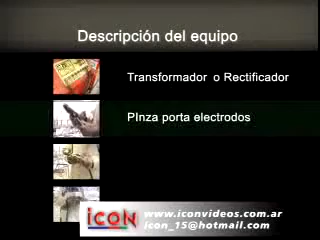 Descripción del equipo
Transformador o Rectificador
PInza porta electrodos
icon
www.iconvideos.com.ar
icon_15@hotmail.com